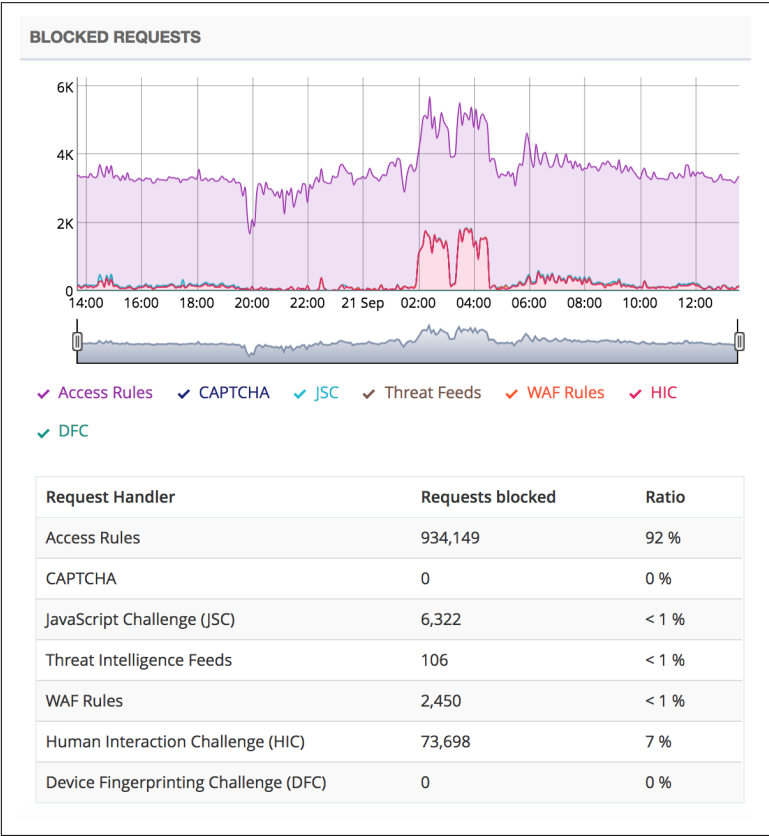 BLOCKED REQUESTS
6K
4K
2K
0
14:00 16:00 18:00 20:00 22:00 21 Sep 02:00 04:00 06:00 08:00 10:00 12:00
Access Rules CAPTCHA JSC Threat Feeds WAF Rules HIC
DFC
Request Handler Requests blocked Ratio
Access Rules 934,149 92 %
CAPTCHA 0 0 %
JavaScript Challenge (JSC) 6,322 < 1 %
Threat Intelligence Feeds 106 < 1 %
WAF Rules 2,450 < 1 %
Human Interaction Challenge (HIC) 73,698 7 %
Device Fingerprinting Challenge (DFC) 0 0 %